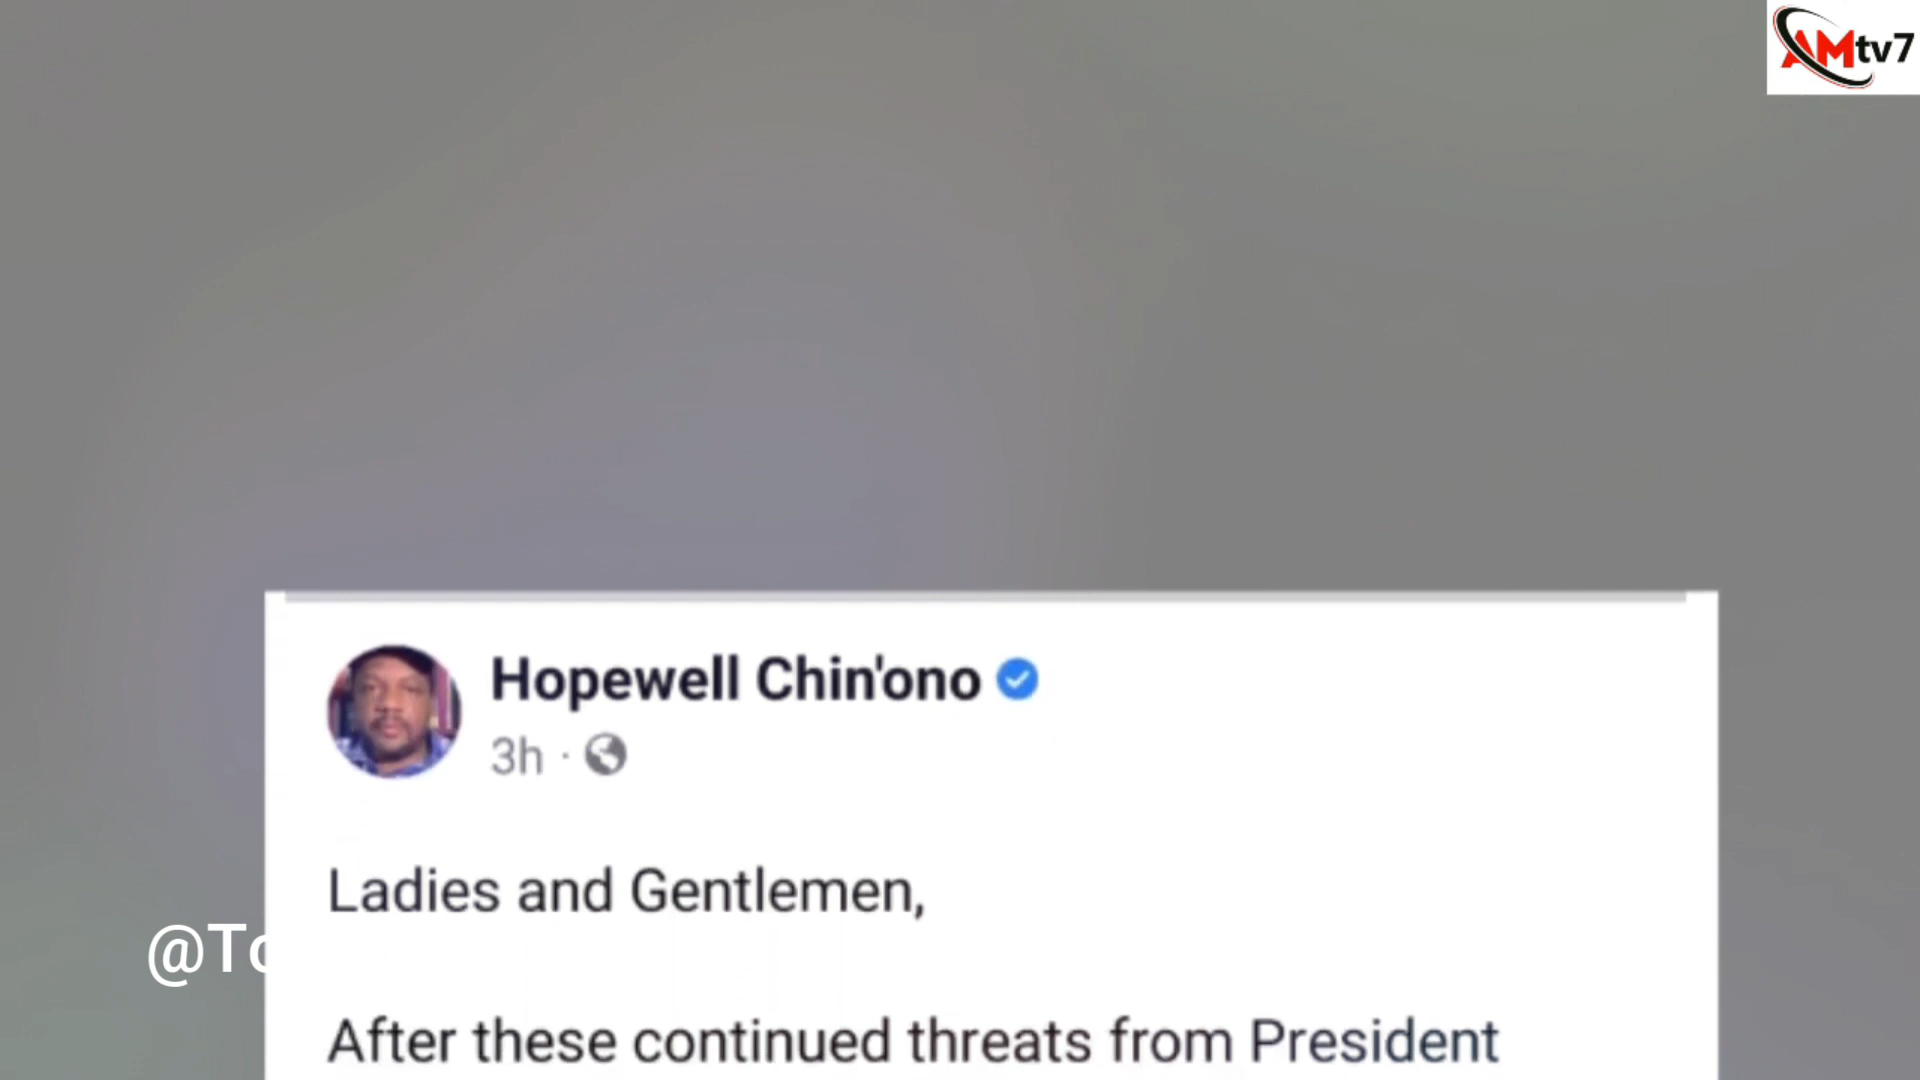 AMtv7
Hopewell Chin'ono
3h ·
Ladies and Gentlemen,
After these continued threats from President